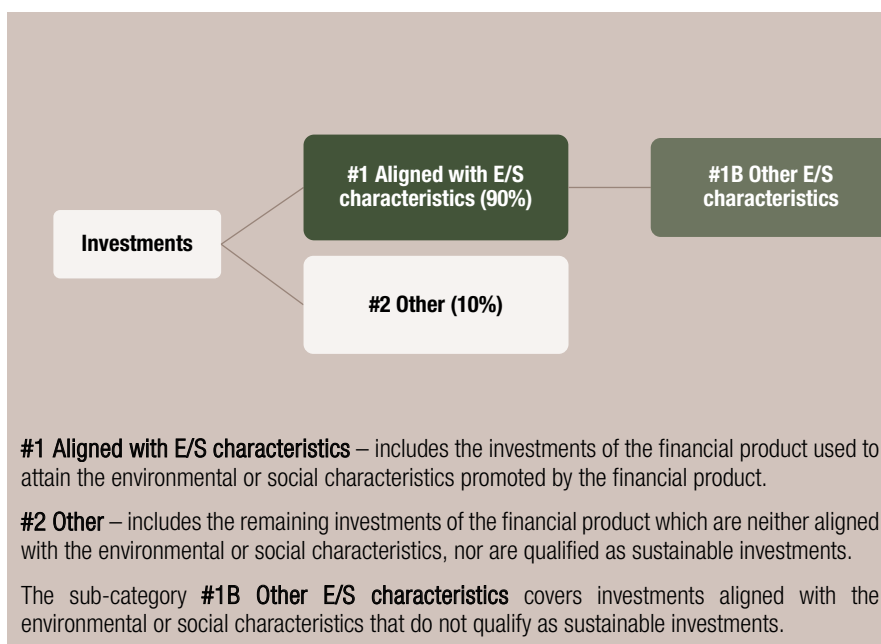 #1 Aligned with E/S
characteristics (90%)
#1B Other E/S
characteristics
Investments
#2 Other (10%)
#1 Aligned with E/S characteristics – includes the investments of the financial product used to
attain the environmental or social characteristics promoted by the financial product.
#2 Other – includes the remaining investments of the financial product which are neither aligned
with the environmental or social characteristics, nor are qualified as sustainable investments.
The sub-category #1B Other E/S characteristics covers investments aligned with the
environmental or social characteristics that do not qualify as sustainable investments.